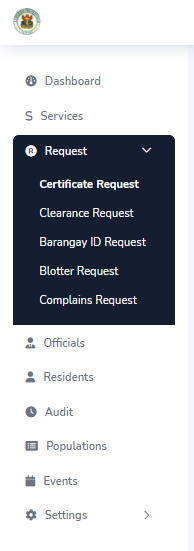 Dashboard
S Services
R Request
Certificate Request
Clearance Request
Barangay ID Request
Blotter Request
Complains Request
Officials
Residents
Audit
Populations
Events
Settings